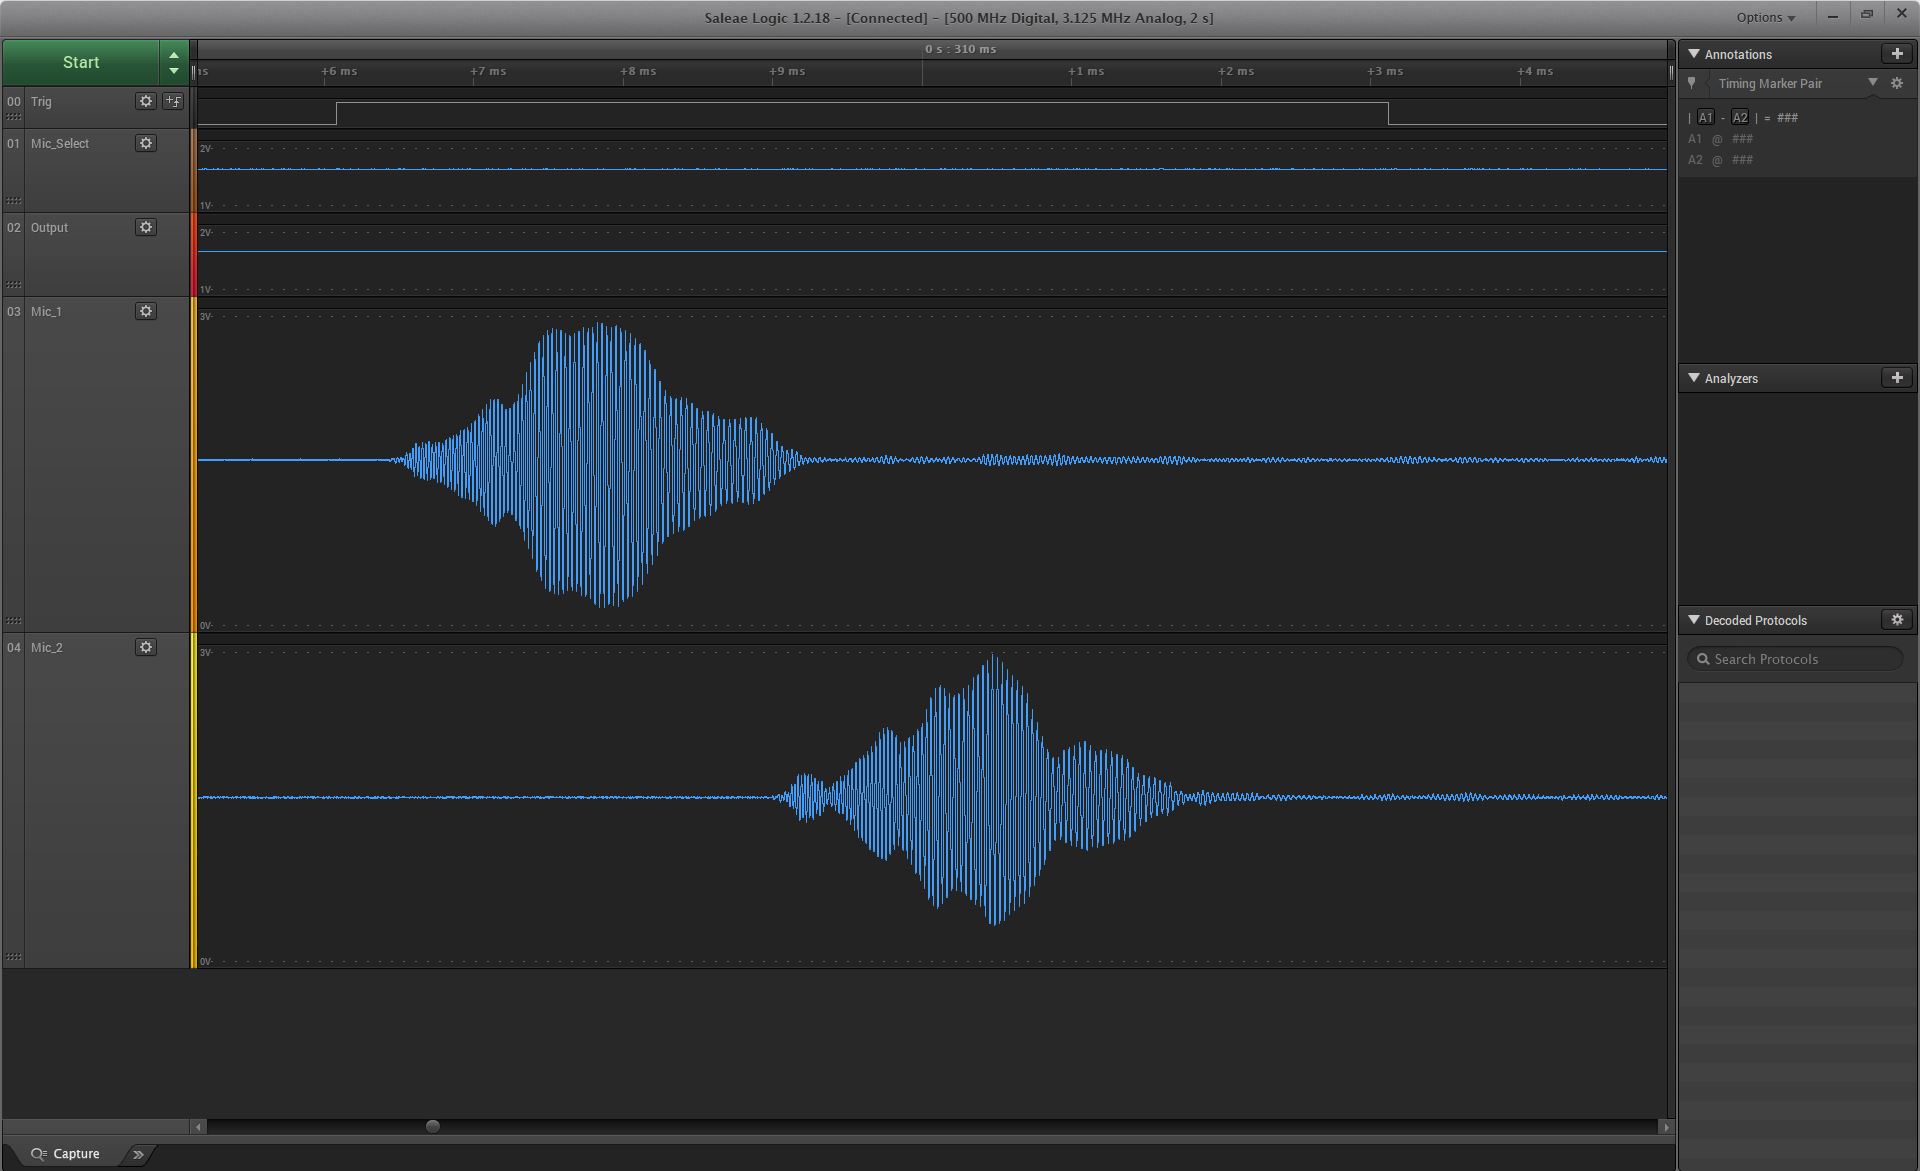 Saleae Logic 1.2.18 - [Connected] - [500 MHz Digital, 3.125 MHz Analog, 2 s]
Options
Start
0 s : 310 ms
+6 ms +7 ms +8 ms +9 ms +1 ms +2 ms +3 ms +4 ms
00 Trig
01 Mic_Select
2V
1V
02 Output
2V
1V
03 Mic_1
3V
0V
04 Mic_2
3V
0V
Annotations
Timing Marker Pair
| A1 - A2 | = ###
A1 @ ###
A2 @ ###
Analyzers
Decoded Protocols
Search Protocols
Capture